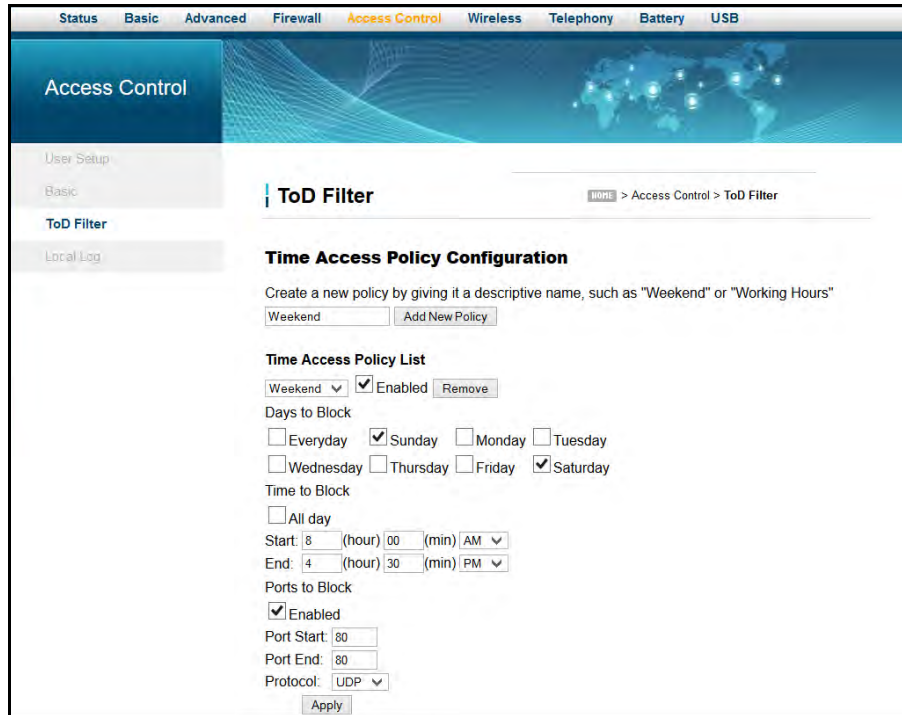 Status Basic Advanced Firewall Access Control Wireless Telephony Battery USB
Access Control
User Setup
Basic
ToD Filter
Local Log
ToD Filter
HOME > Access Control > ToD Filter
Time Access Policy Configuration
Create a new policy by giving it a descriptive name, such as "Weekend" or "Working Hours"
Weekend Add New Policy
Time Access Policy List
Weekend Enabled Remove
Days to Block
Everyday Sunday Monday Tuesday
Wednesday Thursday Friday Saturday
Time to Block
All day
Start: 8 (hour) 00 (min) AM
End: 4 (hour) 30 (min) PM
Ports to Block
Enabled
Port Start: 80
Port End: 80
Protocol: UDP
Apply